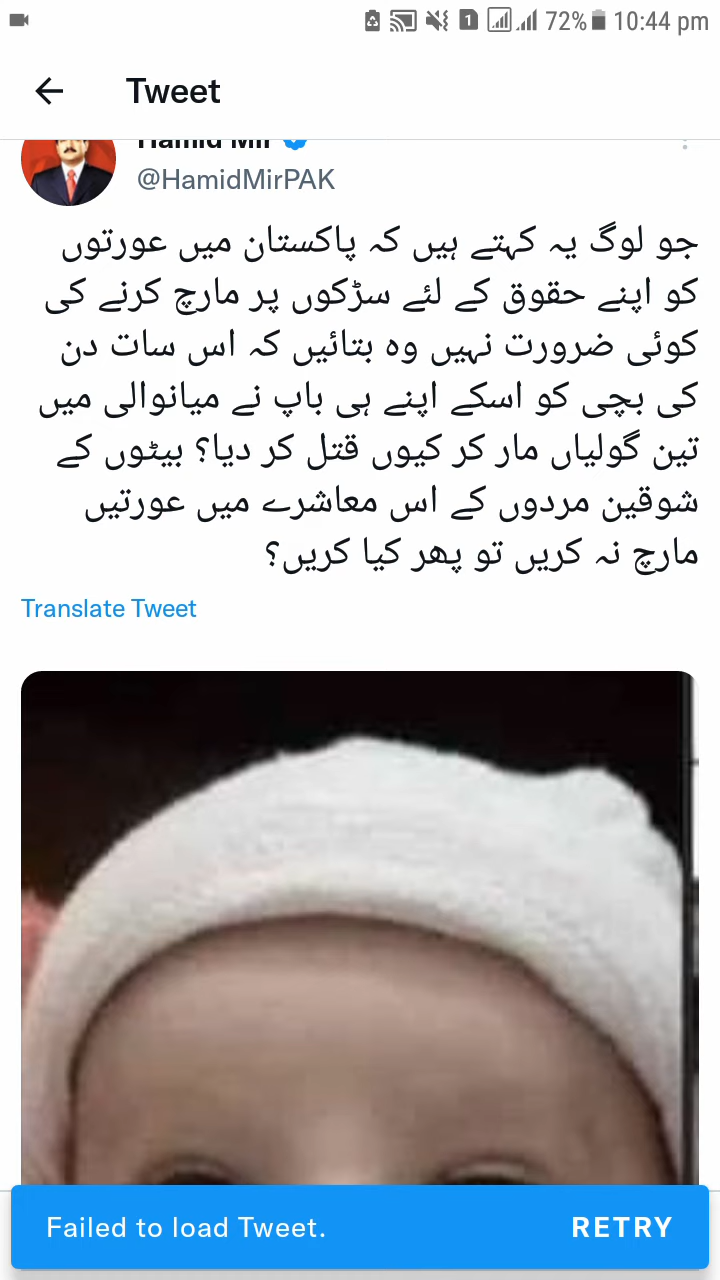 1 72% 10:44 pm
Tweet
Hamid Mir
@HamidMirPAK
جو لوگ یہ کہتے ہیں کہ پاکستان میں عورتوں
کو اپنے حقوق کے لئے سڑکوں پر مارچ کرنے کی
کوئی ضرورت نہیں وہ بتائیں کہ اس سات دن
کی بچی کو اسکے اپنے ہی باپ نے میانوالی میں
تین گولیاں مار کر کیوں قتل کر دیا؟ بیٹوں کے
شوقین مردوں کے اس معاشرے میں عورتیں
مارچ نہ کریں تو پھر کیا کریں؟
Translate Tweet
Failed to load Tweet. RETRY